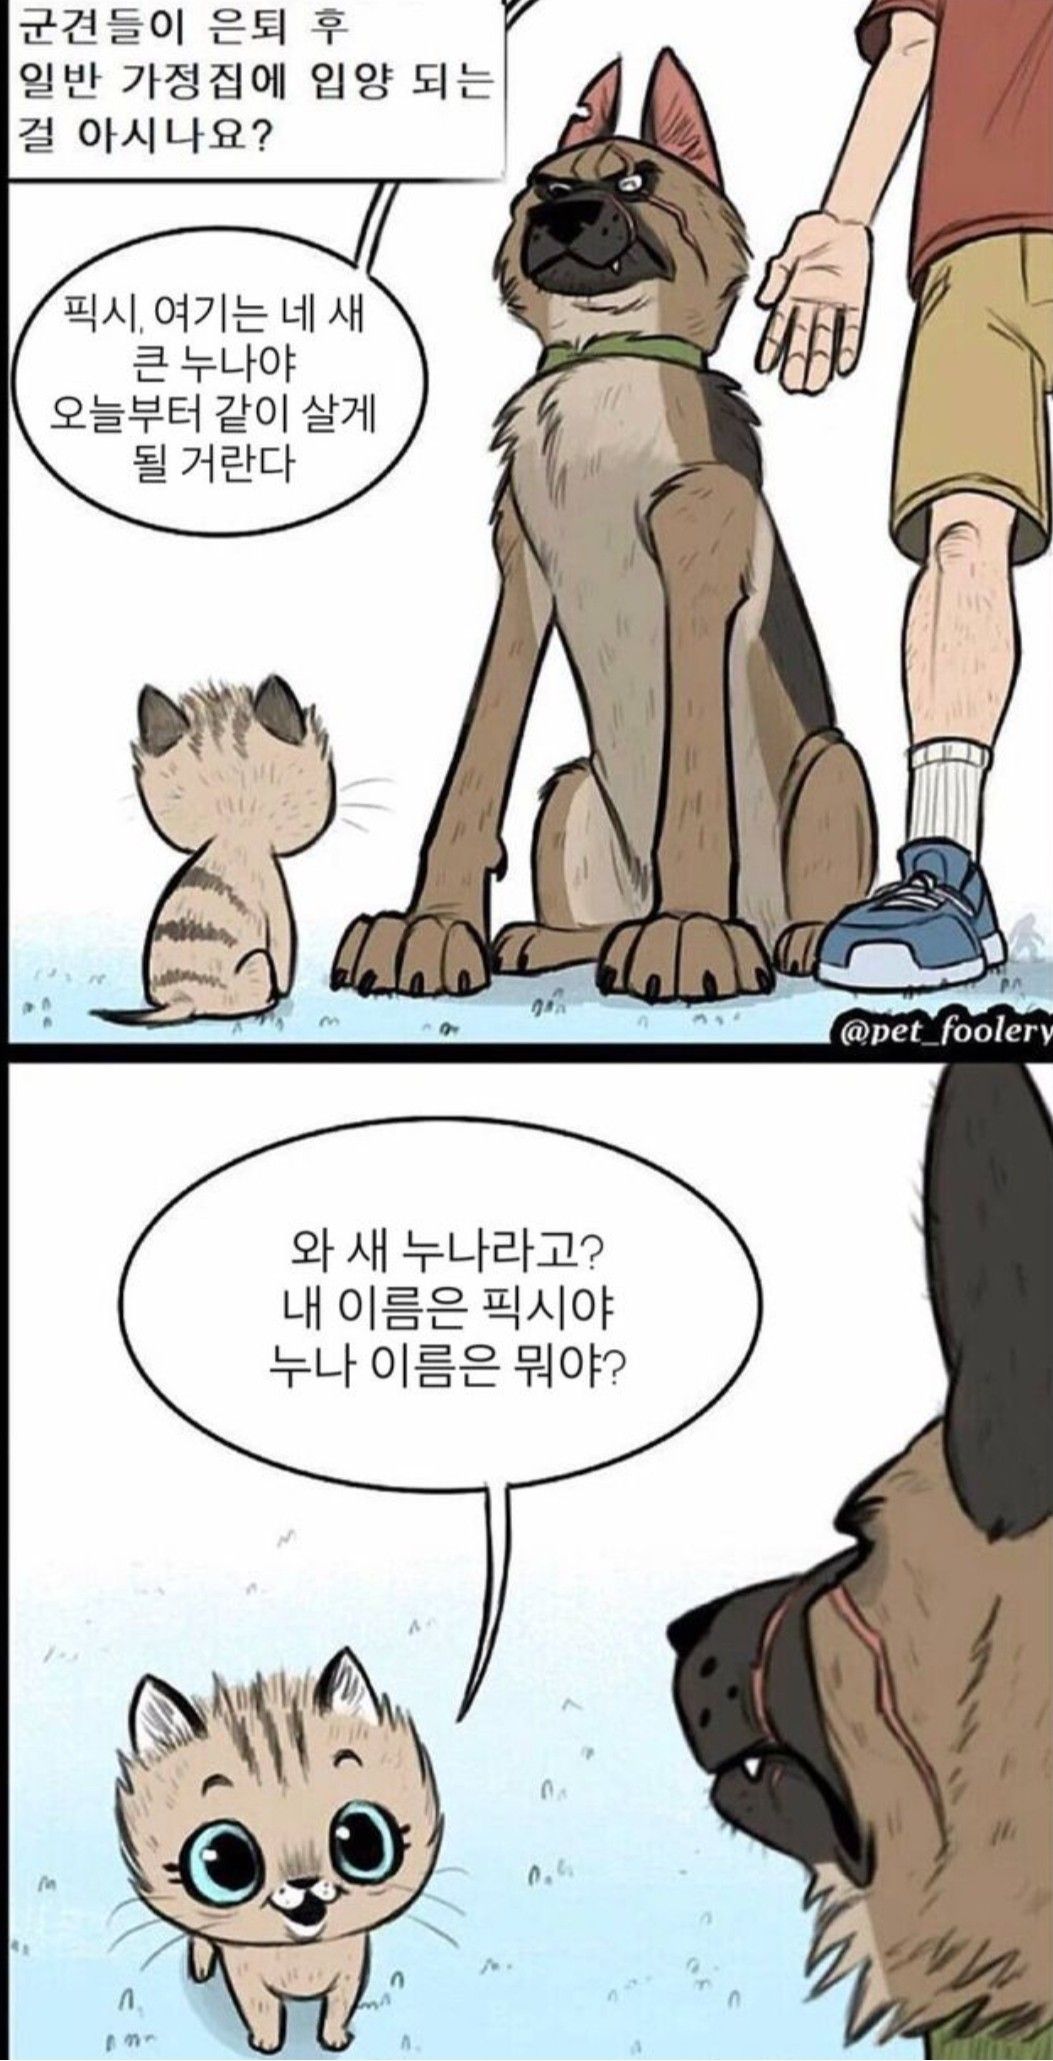 군견들이 은퇴 후
일반 가정집에 입양 되는
걸 아시나요?
픽시, 여기는 네 새
큰 누나야
오늘부터 같이 살게
될 거란다
@pet_foolery
와 새 누나라고?
내 이름은 픽시야
누나 이름은 뭐야?